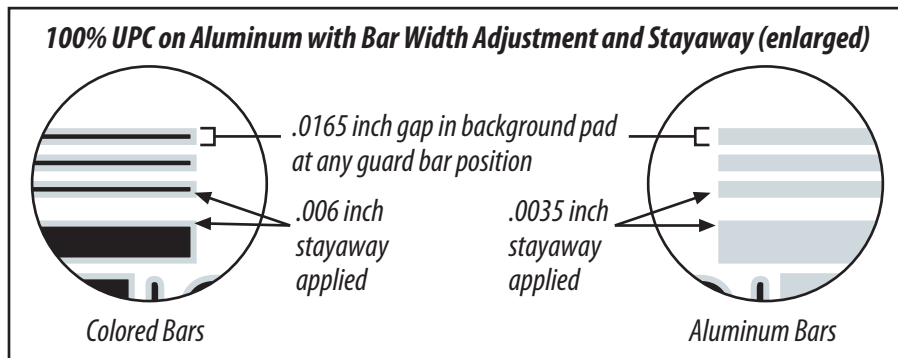 100% UPC on Aluminum with Bar Width Adjustment and Stayaway (enlarged)
.0165 inch gap in background pad
at any guard bar position
.006 inch
stayaway
applied
.0035 inch
stayaway
applied
Colored Bars
Aluminum Bars